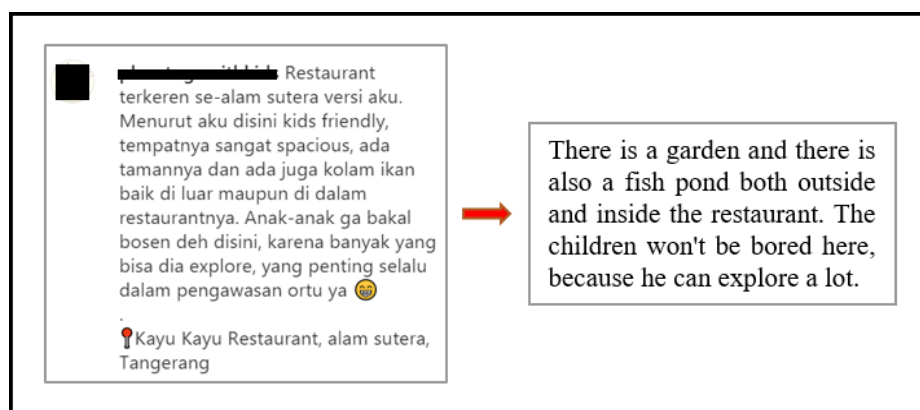 Restaurant
terkeren se-alam sutera versi aku.
Menurut aku disini kids friendly,
tempatnya sangat spacious, ada
tamannya dan ada juga kolam ikan
baik di luar maupun di dalam
restaurantnya. Anak-anak ga bakal
bosen deh disini, karena banyak yang
bisa dia explore, yang penting selalu
dalam pengawasan ortu ya 😁
.
📍Kayu Kayu Restaurant, alam sutera,
Tangerang
There is a garden and there is
also a fish pond both outside
and inside the restaurant. The
children won't be bored here,
because he can explore a lot.